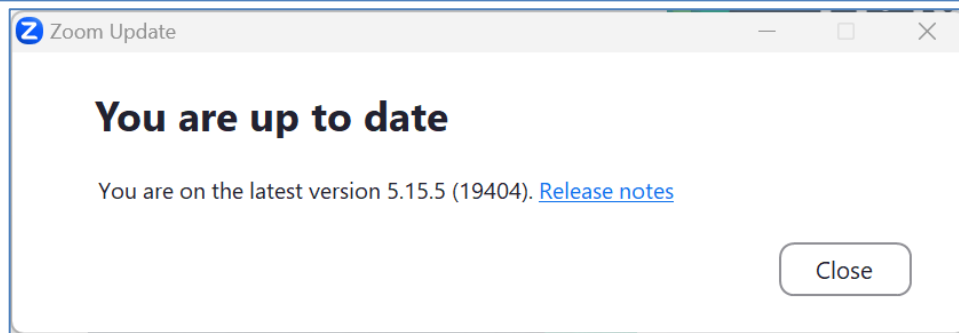 Zoom Update
You are up to date
You are on the latest version 5.15.5 (19404). Release notes
Close